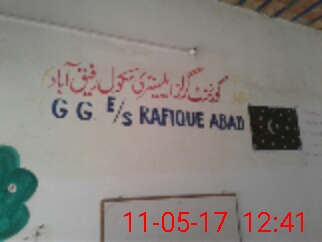 گورنمنٹ گرلز ایلیمنٹری سکول رفیق آباد
G G E/S RAFIQUE ABAD
11-05-17 12:41